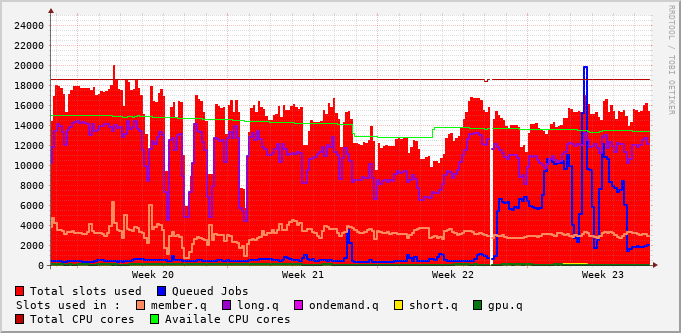 24000
22000
20000
18000
16000
14000
12000
10000
8000
6000
4000
2000
0
Week 20 Week 21 Week 22 Week 23
Total slots used Queued Jobs
Slots used in : member.q long.q ondemand.q short.q gpu.q
Total CPU cores Availale CPU cores
RRDTOOL / TOBI OETIKER